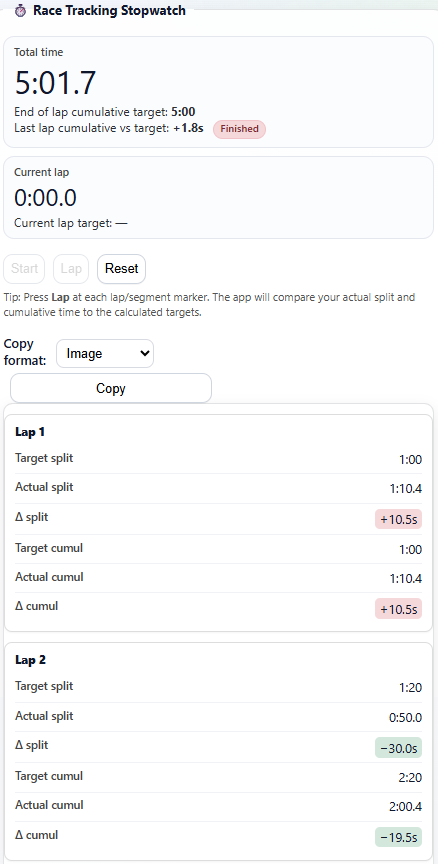 Race Tracking Stopwatch
Total time
5:01.7
End of lap cumulative target: 5:00
Last lap cumulative vs target: +1.8s Finished
Current lap
0:00.0
Current lap target: —
Start Lap Reset
Tip: Press Lap at each lap/segment marker. The app will compare your actual split and
cumulative time to the calculated targets.
Copy
format: Image
Copy
Lap 1
Target split 1:00
Actual split 1:10.4
Δ split +10.5s
Target cumul 1:00
Actual cumul 1:10.4
Δ cumul +10.5s
Lap 2
Target split 1:20
Actual split 0:50.0
Δ split −30.0s
Target cumul 2:20
Actual cumul 2:00.4
Δ cumul −19.5s